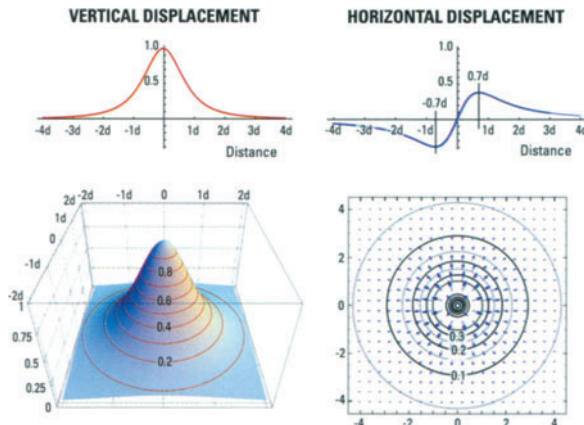 VERTICAL DISPLACEMENT
1.0
0.5
-4d -3d -2d -1d 1d 2d 3d 4d
Distance
HORIZONTAL DISPLACEMENT
1.0
0.5
0.7d
-0.7d
-4d -3d -2d 1d 2d 3d 4d
Distance
-2d -1d 0 1d 2d
2d
1d
0
-1d
-2d
1
0.75
0.5
0.25
0
0.8
0.6
0.4
0.2
4
2
0
-2
-4
0.3
0.2
0.1
-4 -2 0 2 4